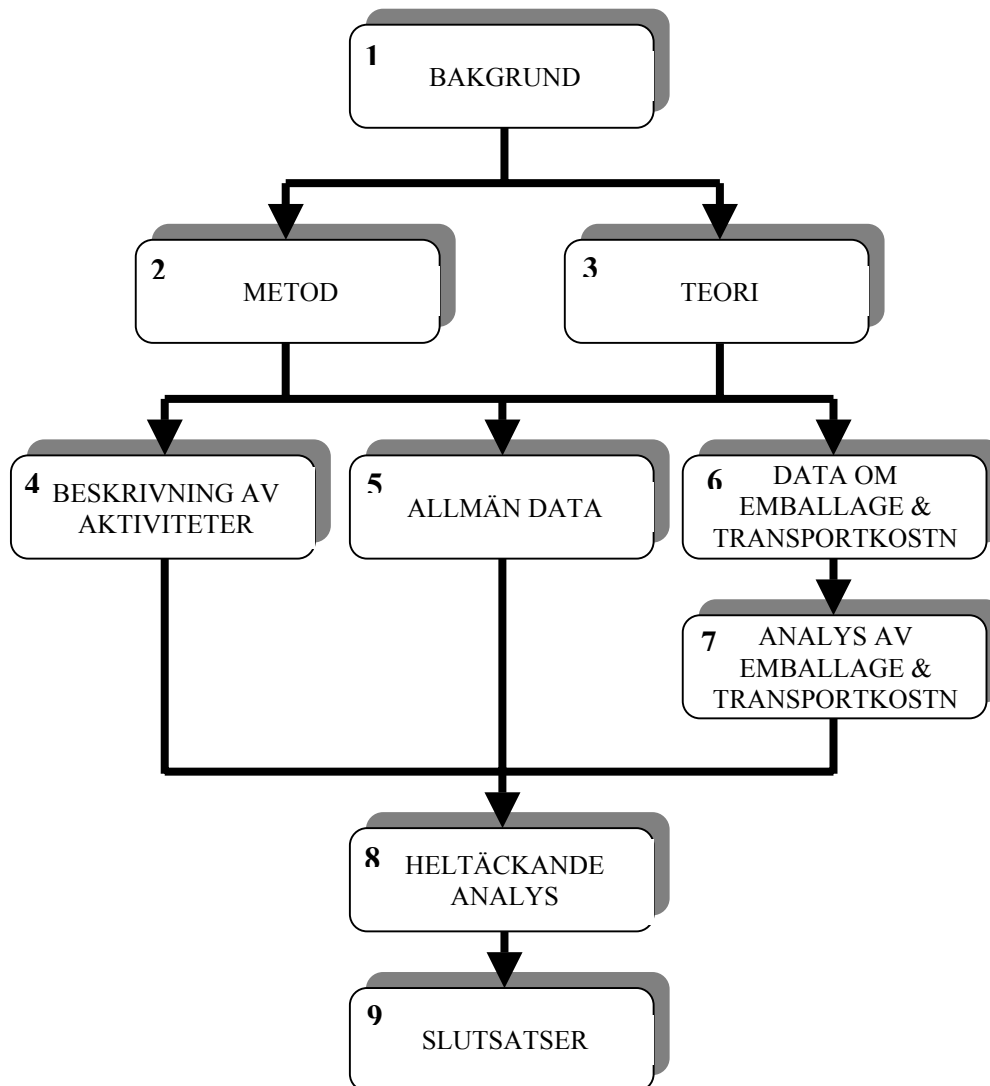 1
BAKGRUND
2
METOD
3
TEORI
4
BESKRIVNING AV
AKTIVITETER
5
ALLMÄN DATA
6
DATA OM
EMBALLAGE &
TRANSPORTKOSTN
7
ANALYS AV
EMBALLAGE &
TRANSPORTKOSTN
8
HELTÄCKANDE
ANALYS
9
SLUTSATSER